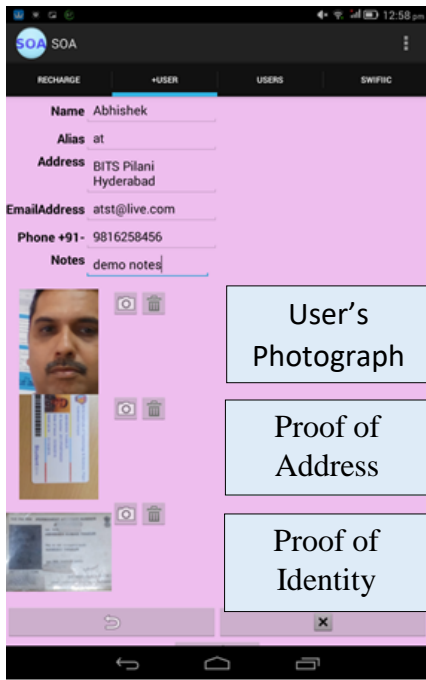 12:58 pm
SOA SOA
RECHARGE +USER USERS SWIFIIC
Name Abhishek
Alias at
Address BITS Pilani
Hyderabad
EmailAddress atst@live.com
Phone +91- 9816258456
Notes demo notes
User's
Photograph
Proof of
Address
Proof of
Identity